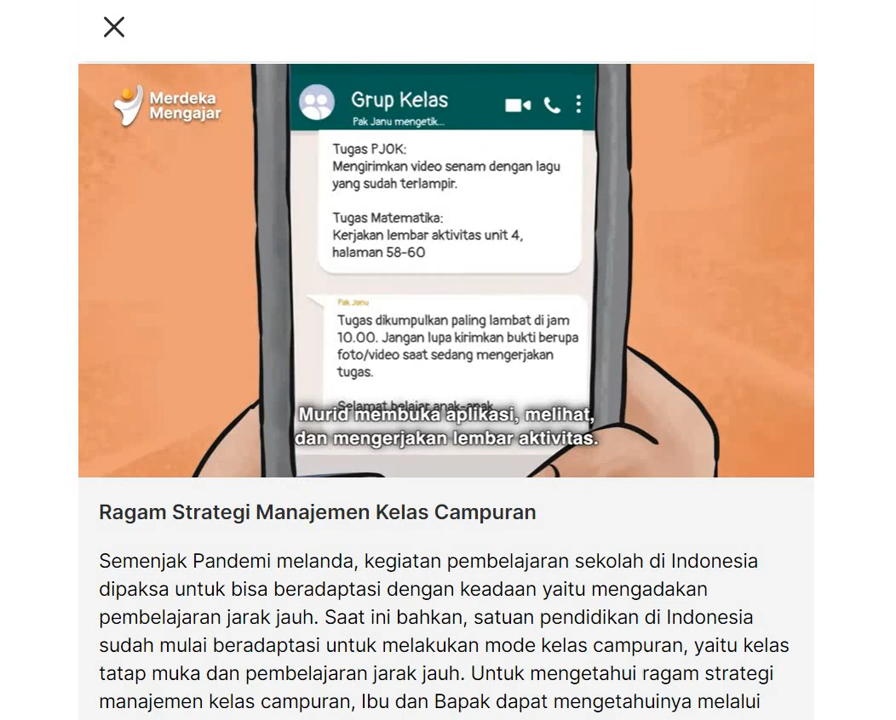 Merdeka
Mengajar
Grup Kelas
Pak Janu mengetik...
Tugas PJOK:
Mengirimkan video senam dengan lagu
yang sudah terlampir.
Tugas Matematika:
Kerjakan lembar aktivitas unit 4,
halaman 58-60
Pak Janu
Tugas dikumpulkan paling lambat di jam
10.00. Jangan lupa kirimkan bukti berupa
foto/video saat sedang mengerjakan
tugas.
Selamat belajar anak-anak
Murid membuka aplikasi, melihat,
dan mengerjakan lembar aktivitas.
Ragam Strategi Manajemen Kelas Campuran
Semenjak Pandemi melanda, kegiatan pembelajaran sekolah di Indonesia
dipaksa untuk bisa beradaptasi dengan keadaan yaitu mengadakan
pembelajaran jarak jauh. Saat ini bahkan, satuan pendidikan di Indonesia
sudah mulai beradaptasi untuk melakukan mode kelas campuran, yaitu kelas
tatap muka dan pembelajaran jarak jauh. Untuk mengetahui ragam strategi
manajemen kelas campuran, Ibu dan Bapak dapat mengetahuinya melalui